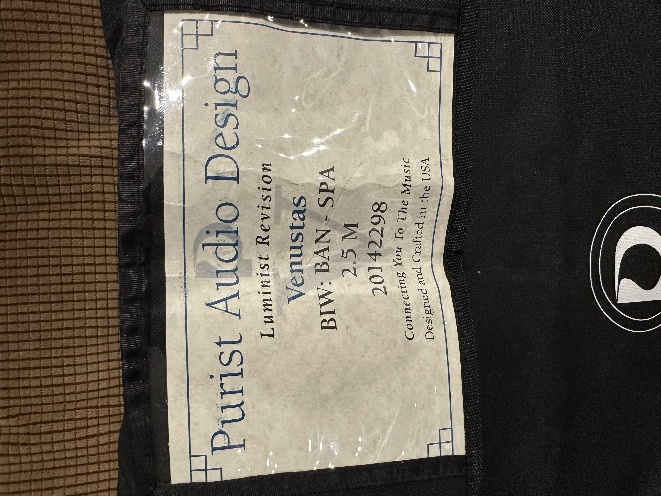 Purist Audio Design
Luminist Revision
Venustas
BIW: BAN - SPA
2.5 M
20142298
Connecting You To The Music
Designed and Crafted in the USA